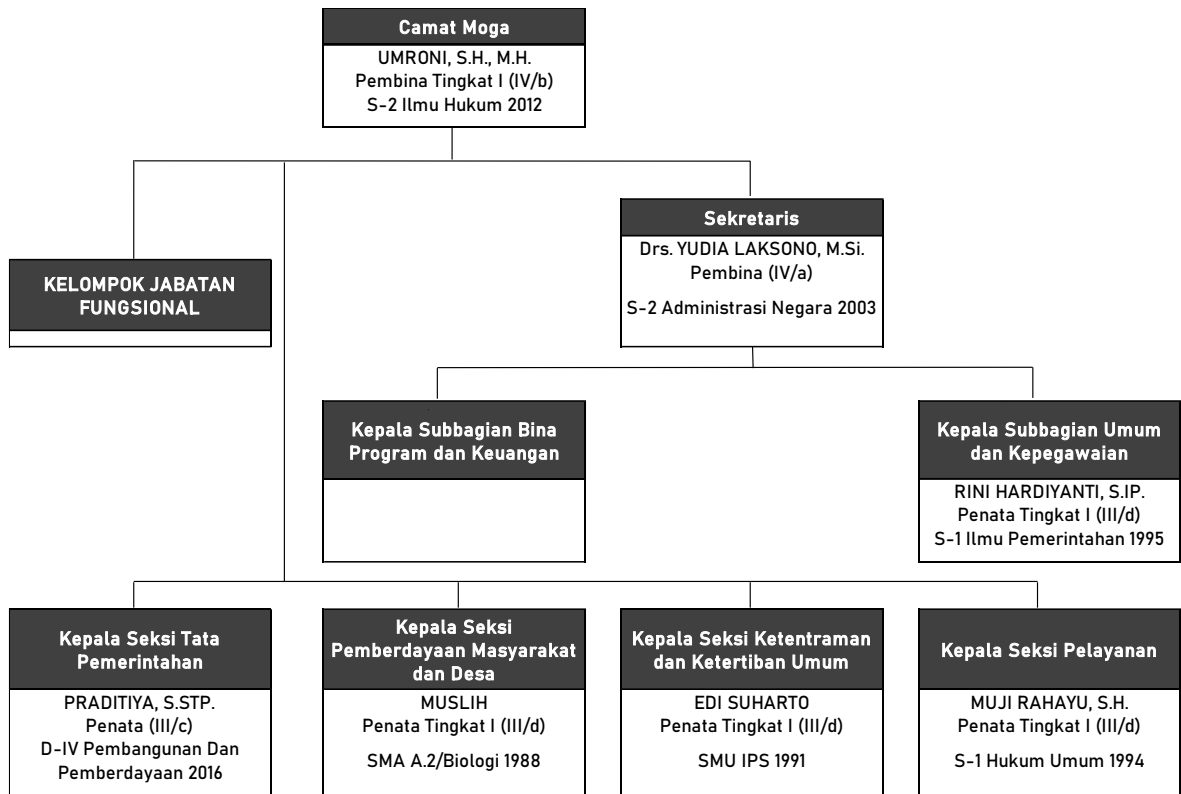 Camat Moga
UMRONI, S.H., M.H.
Pembina Tingkat I (IV/b)
S-2 Ilmu Hukum 2012
Sekretaris
Drs. YUDIA LAKSONO, M.Si.
Pembina (IV/a)
S-2 Administrasi Negara 2003
KELOMPOK JABATAN
FUNGSIONAL
Kepala Subbagian Bina
Program dan Keuangan
Kepala Subbagian Umum
dan Kepegawaian
RINI HARDIYANTI, S.IP.
Penata Tingkat I (III/d)
S-1 Ilmu Pemerintahan 1995
Kepala Seksi Tata
Pemerintahan
PRADITIYA, S.STP.
Penata (III/c)
D-IV Pembangunan Dan
Pemberdayaan 2016
Kepala Seksi
Pemberdayaan Masyarakat
dan Desa
MUSLIH
Penata Tingkat I (III/d)
SMA A.2/Biologi 1988
Kepala Seksi Ketentraman
dan Ketertiban Umum
EDI SUHARTO
Penata Tingkat I (III/d)
SMU IPS 1991
Kepala Seksi Pelayanan
MUJI RAHAYU, S.H.
Penata Tingkat I (III/d)
S-1 Hukum Umum 1994